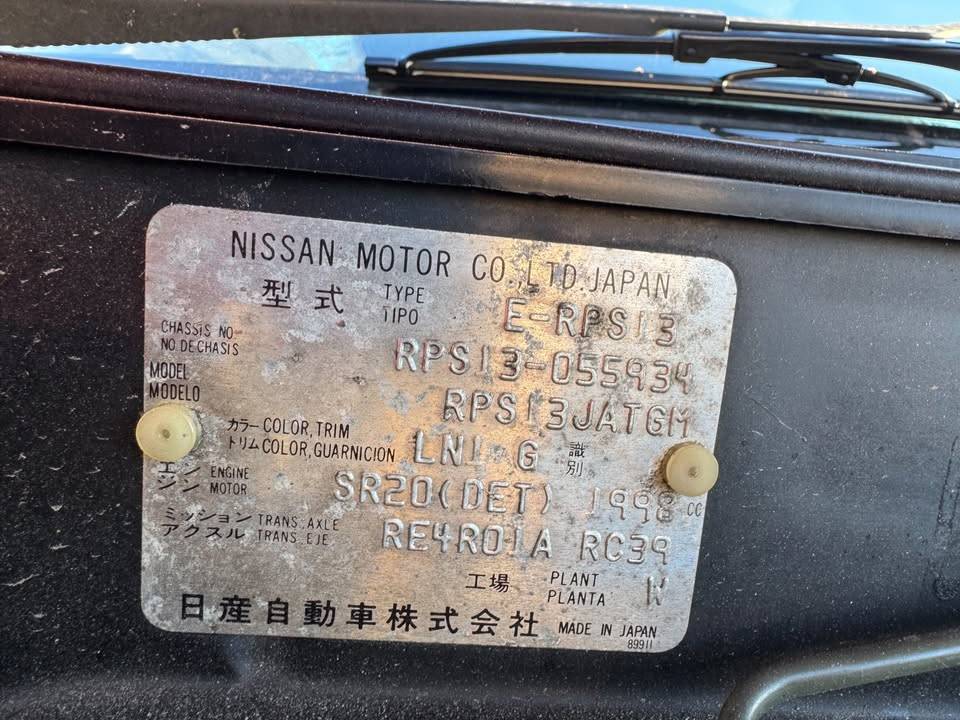 NISSAN MOTOR CO.,LTD.JAPAN
型式 TYPE TIPO E-RPS13
CHASSIS NO
NO.DE CHASIS RPS13-055934
MODEL
MODELO RPS13JATGM
カラー COLOR,TRIM
トリム COLOR,GUARNICION LN1 G 識別
エンジン ENGINE MOTOR SR20(DET) 1998 CC
ミッション TRANS.,AXLE
アクスル TRANS.,EJE RE4R01A RC39
工場 PLANT PLANTA W
日産自動車株式会社 MADE IN JAPAN
89911